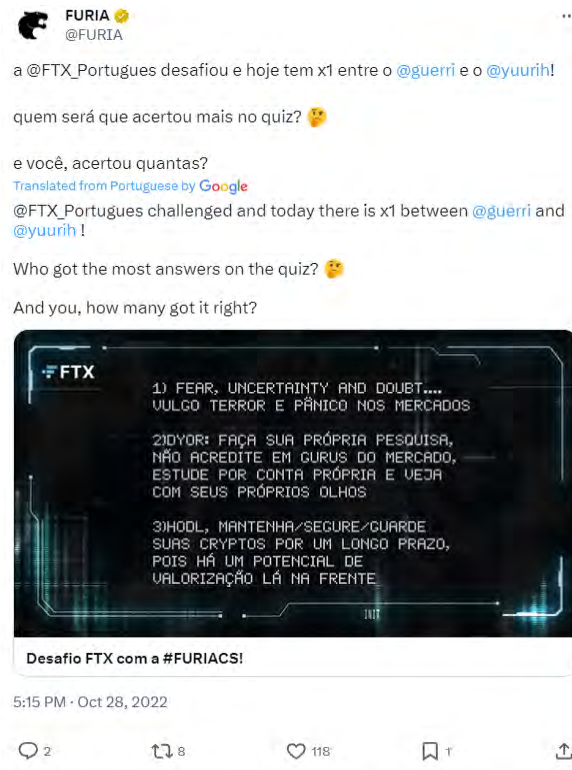 FURIA
@FURIA
a @FTX_Portugues desafiou e hoje tem x1 entre o @guerri e o @yuurih!
quem será que acertou mais no quiz? 🤔
e você, acertou quantas?
Translated from Portuguese by Google
@FTX_Portugues challenged and today there is x1 between @guerri and
@yuurih !
Who got the most answers on the quiz? 🤔
And you, how many got it right?
FTX
1) FEAR, UNCERTAINTY AND DOUBT....
VULGO TERROR E PÂNICO NOS MERCADOS
2)DYOR: FAÇA SUA PRÓPRIA PESQUISA,
NÃO ACREDITE EM GURUS DO MERCADO,
ESTUDE POR CONTA PRÓPRIA E VEJA
COM SEUS PRÓPRIOS OLHOS
3)HODL, MANTENHA/SEGURE/GUARDE
SUAS CRYPTOS POR UM LONGO PRAZO,
POIS HÁ UM POTENCIAL DE
VALORIZAÇÃO LÁ NA FRENTE
INIT
Desafio FTX com a #FURIACS!
5:15 PM · Oct 28, 2022
2 8 118 1